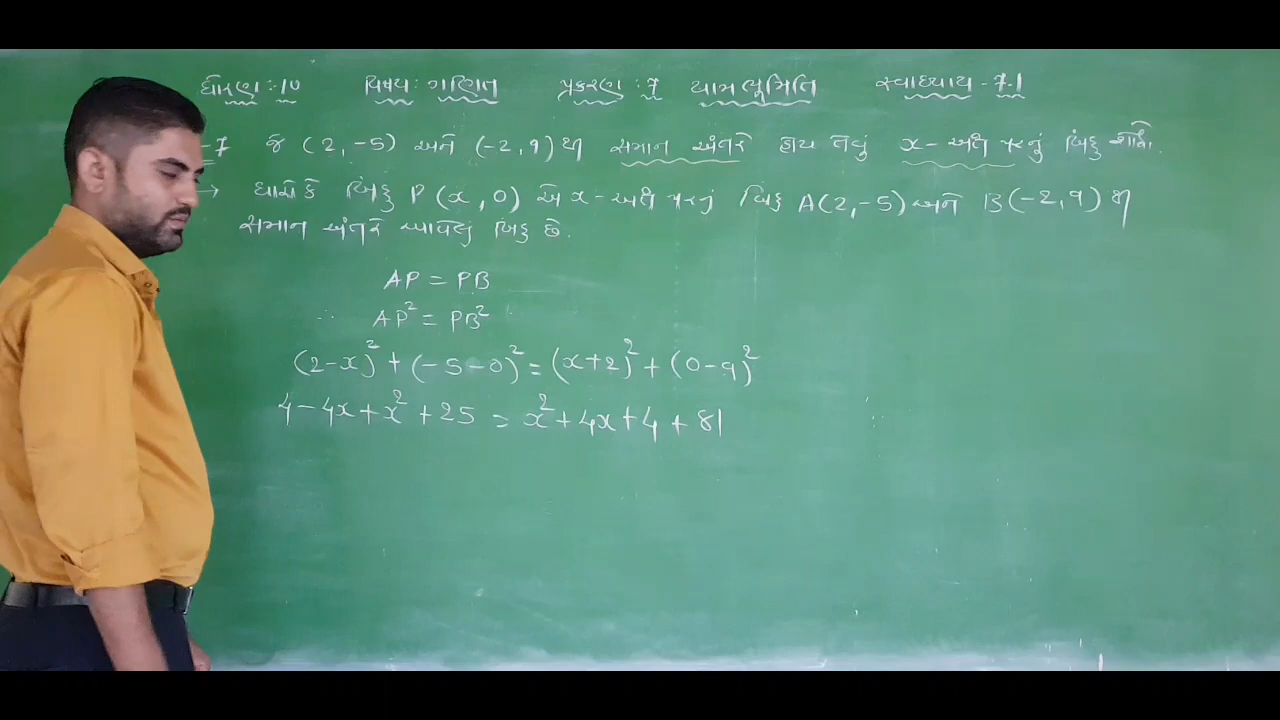 ધોરણ :- 10 વિષય : ગણિત પ્રકરણ : 7 યામભૂમિતિ સ્વાધ્યાય - 7.1
-7 જે (2, -5) અને (-2, 9) થી સમાન અંતરે હોય તેવું x - અક્ષ પરનું બિંદુ શોધો.
→ ધારો કે બિંદુ P (x, 0) એ x - અક્ષ પરનું બિંદુ A(2, -5) અને B(-2, 9) થી
સમાન અંતરે આવેલું બિંદુ છે.
AP = PB
∴ AP² = PB²
(2-x)² + (-5-0)² = (x+2)² + (0-9)²
4 - 4x + x² + 25 = x² + 4x + 4 + 81